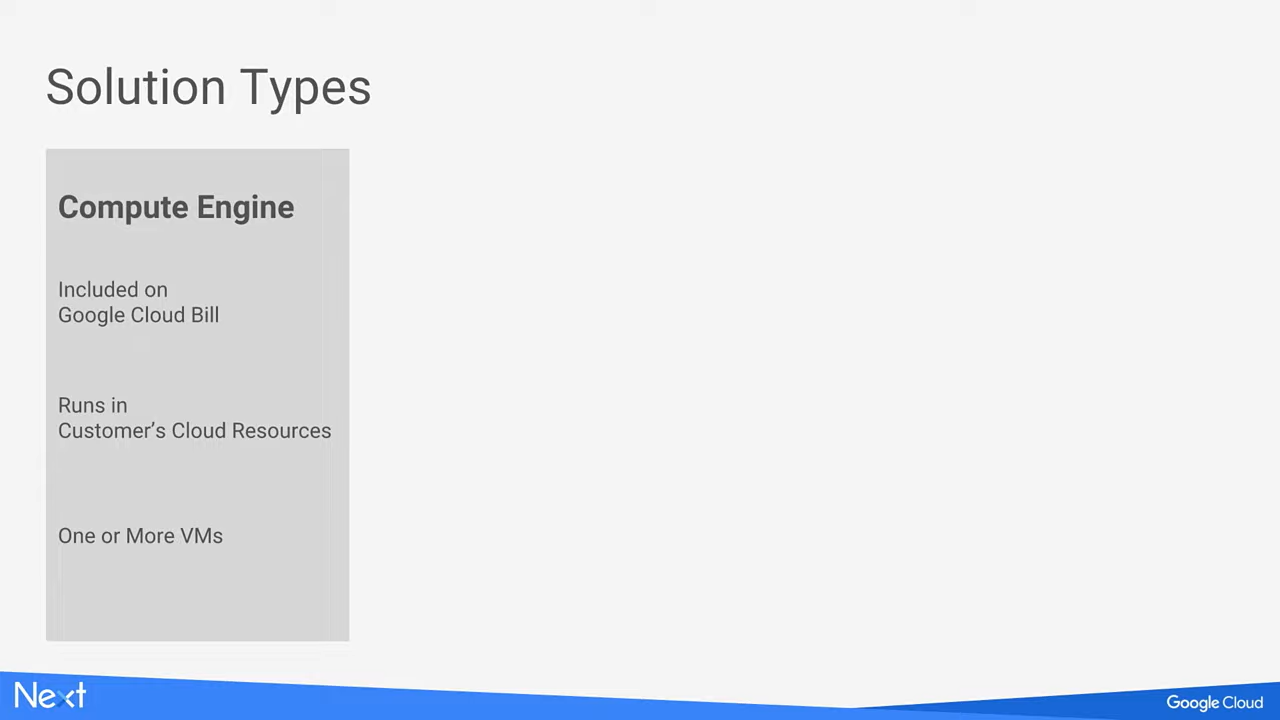 Solution Types
Compute Engine
Included on
Google Cloud Bill
Runs in
Customer’s Cloud Resources
One or More VMs
Next
Google Cloud